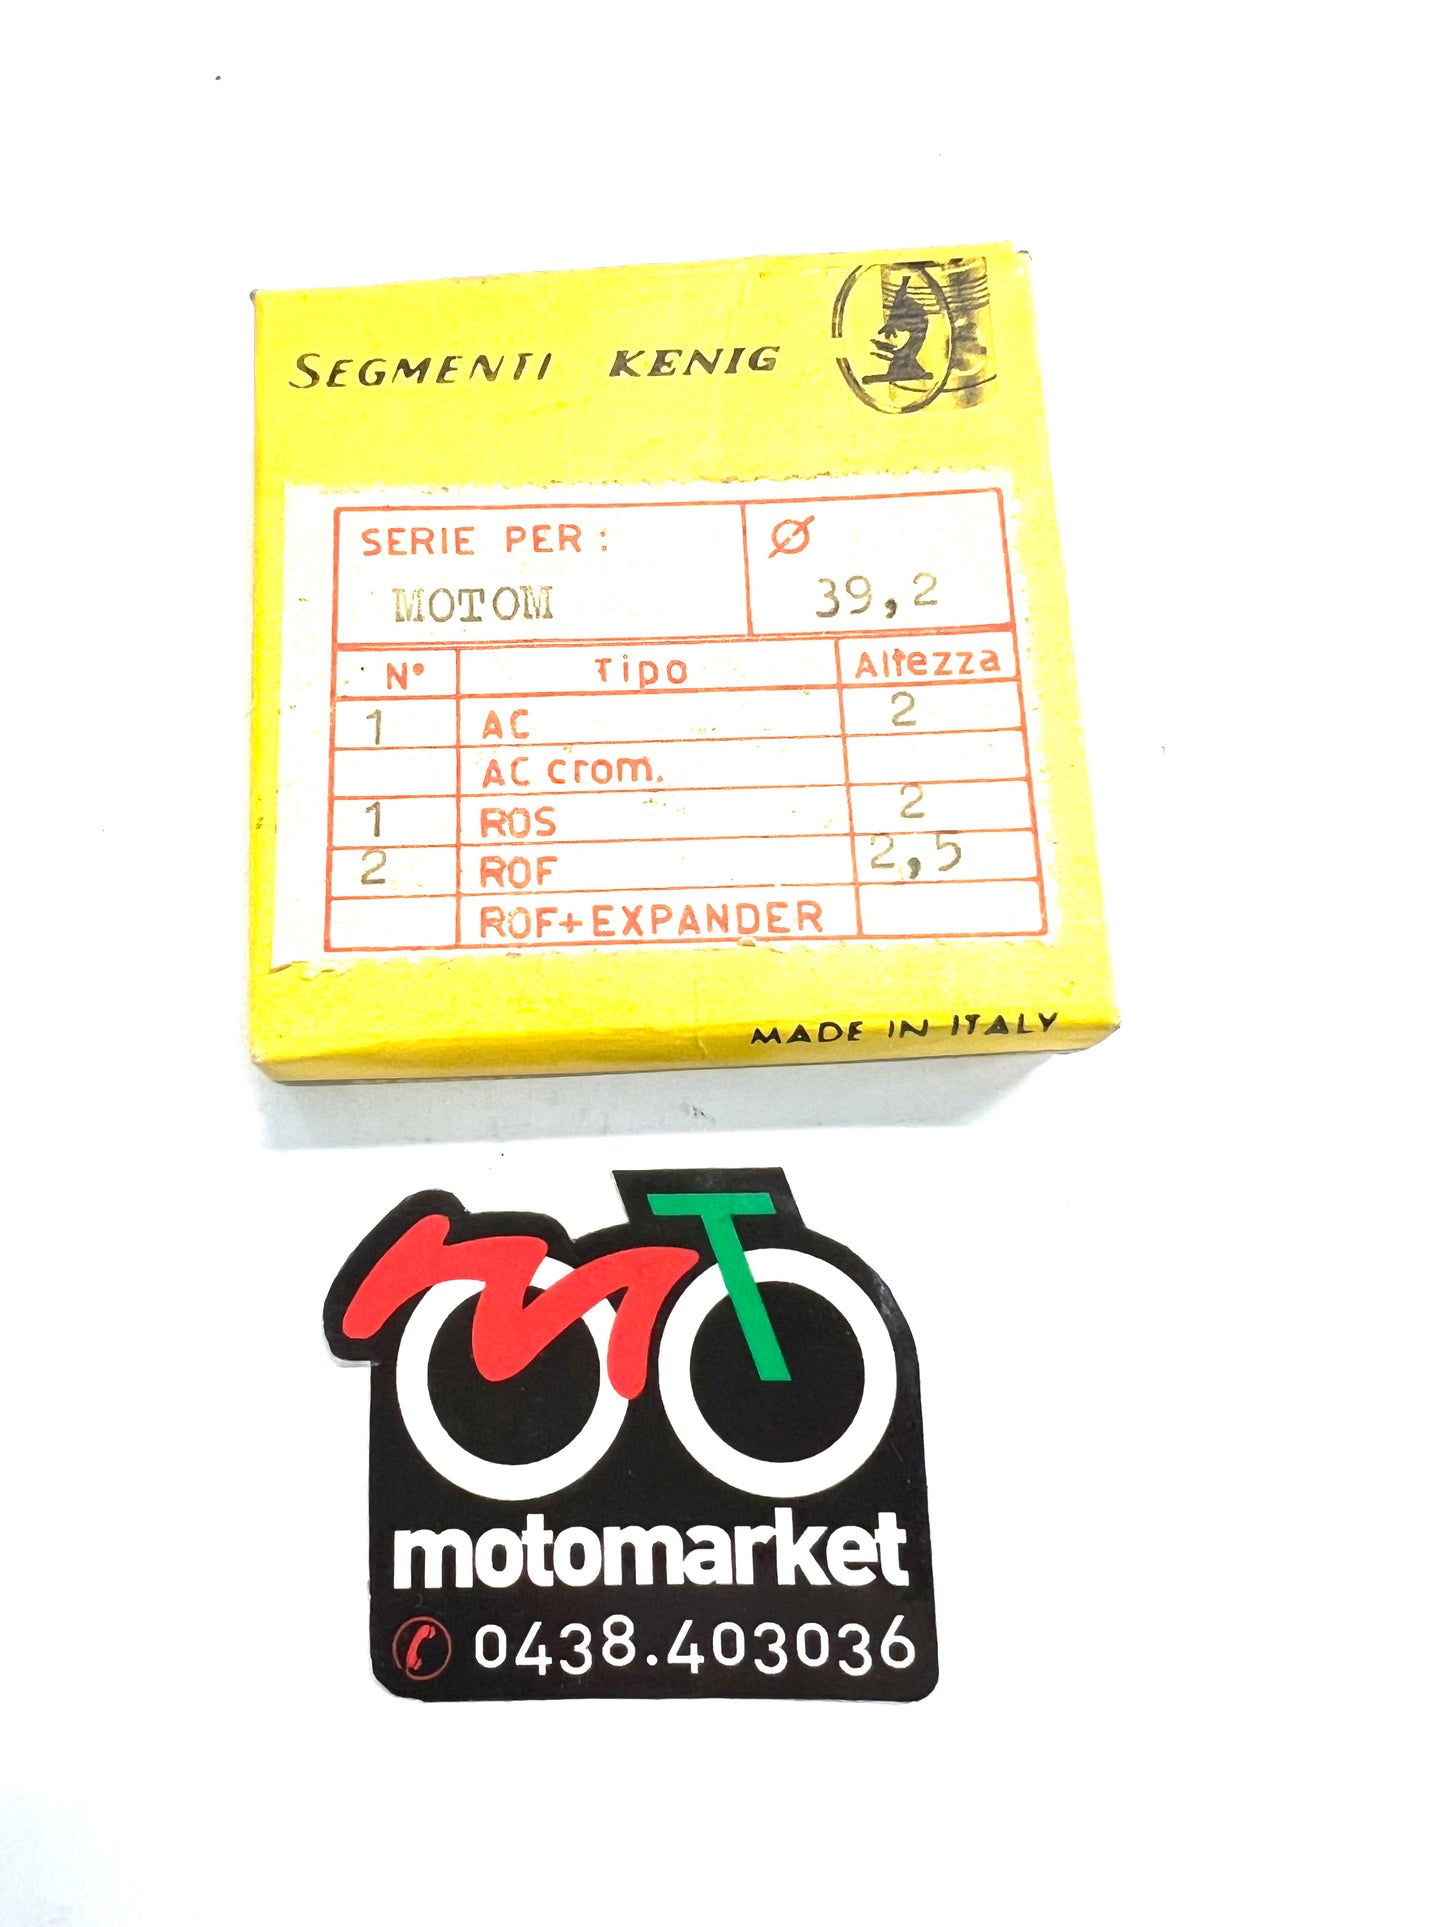 SEGMENTI KENIG
SERIE PER: Ø
MOTOM 39,2
N° Tipo Altezza
1 AC 2
AC crom.
1 ROS 2
2 ROF 2,5
ROF+EXPANDER
MADE IN ITALY
mT
motomarket
0438.403036